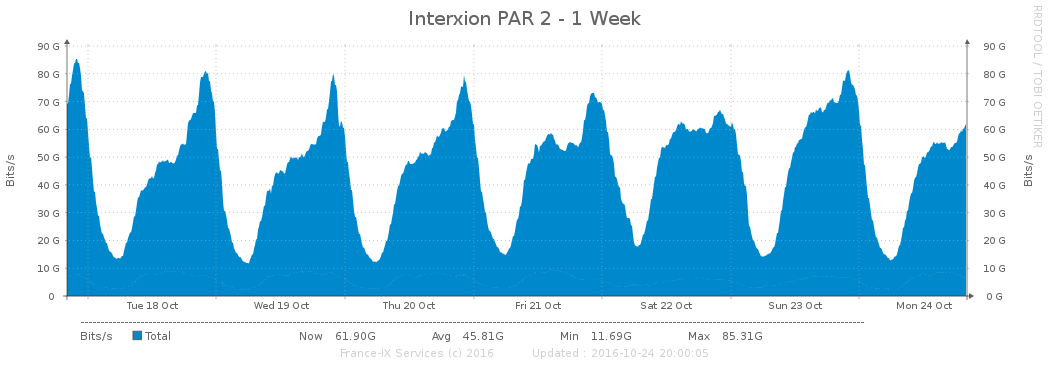 Interxion PAR 2 - 1 Week
RRDTOOL / TOBI OETIKER
Bits/s
90 G 90 G
80 G 80 G
70 G 70 G
60 G 60 G
50 G 50 G
40 G 40 G
30 G 30 G
20 G 20 G
10 G 10 G
0 0 G
Bits/s
Tue 18 Oct Wed 19 Oct Thu 20 Oct Fri 21 Oct Sat 22 Oct Sun 23 Oct Mon 24 Oct
Bits/s Total Now 61.90G Avg 45.81G Min 11.69G Max 85.31G
France-IX Services (c) 2016 Updated : 2016-10-24 20:00:05